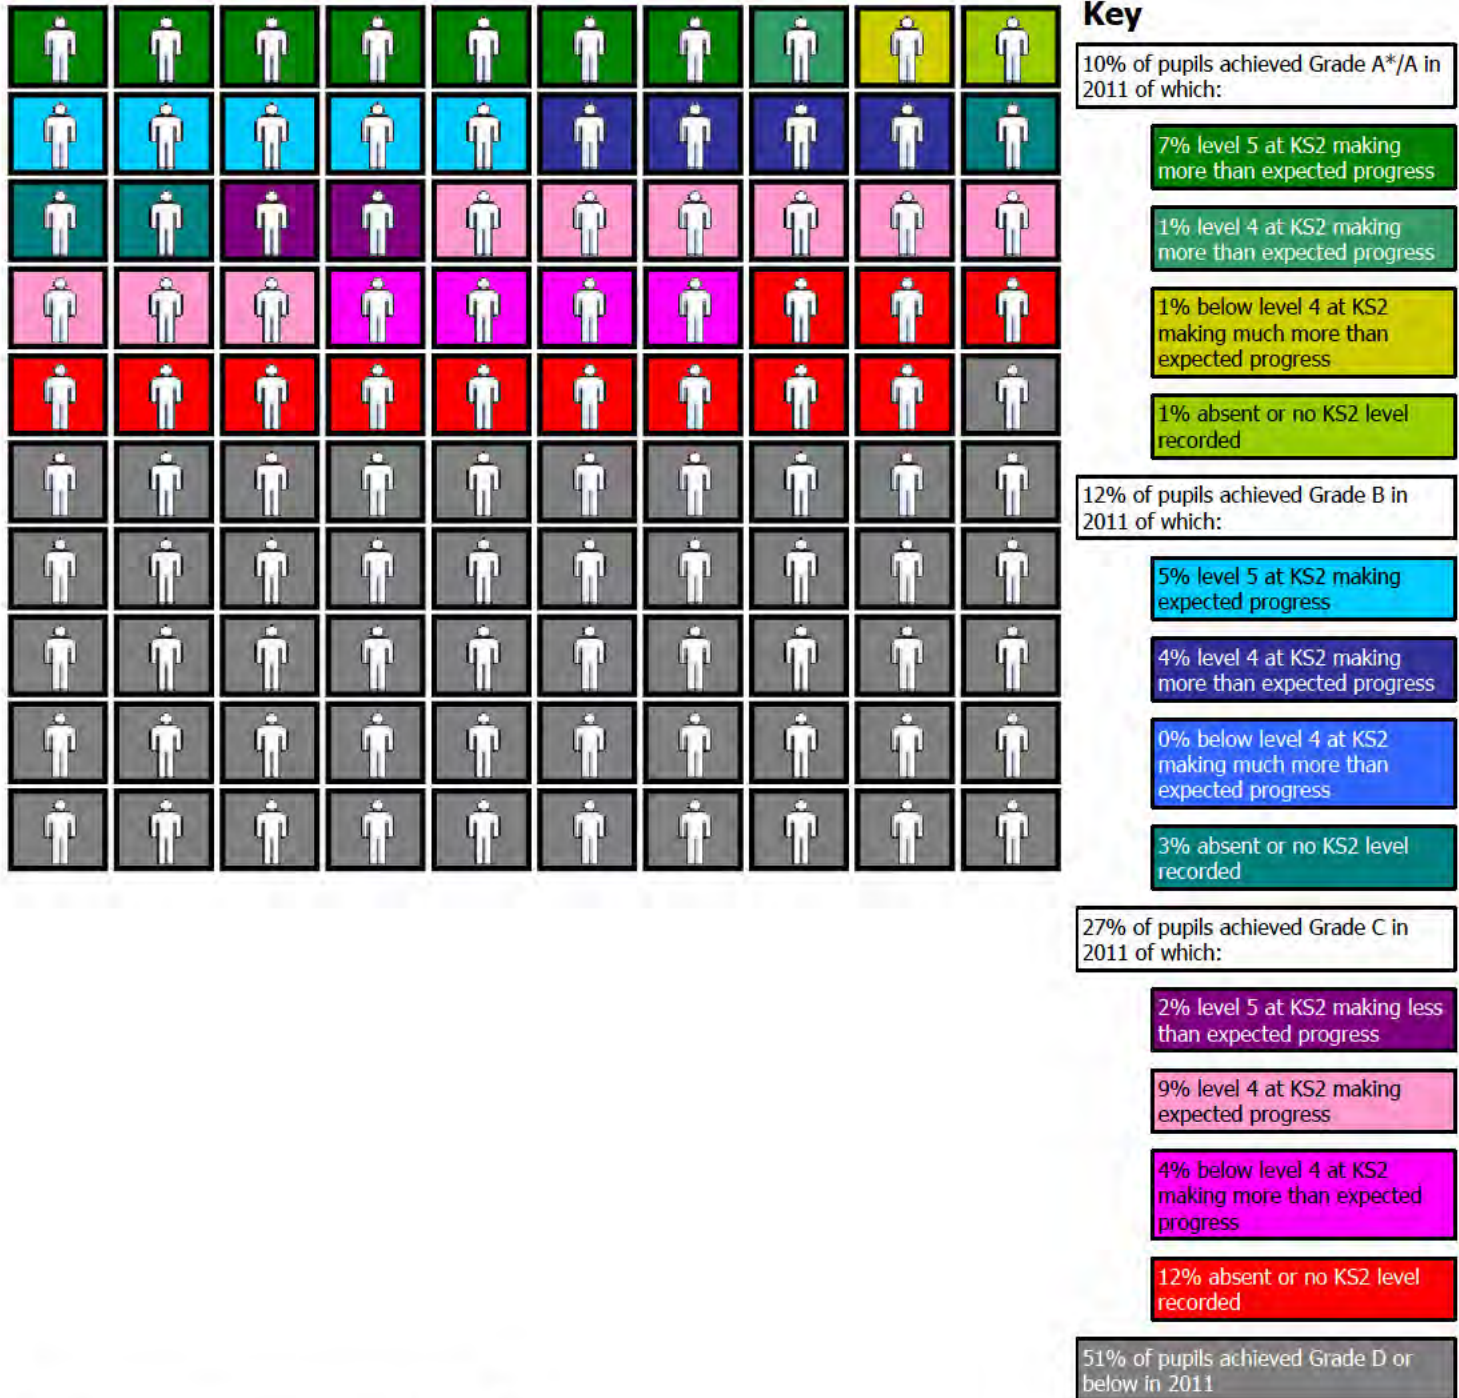 Key
10% of pupils achieved Grade A*/A in
2011 of which:
7% level 5 at KS2 making
more than expected progress
1% level 4 at KS2 making
more than expected progress
1% below level 4 at KS2
making much more than
expected progress
1% absent or no KS2 level
recorded
12% of pupils achieved Grade B in
2011 of which:
5% level 5 at KS2 making
expected progress
4% level 4 at KS2 making
more than expected progress
0% below level 4 at KS2
making much more than
expected progress
3% absent or no KS2 level
recorded
27% of pupils achieved Grade C in
2011 of which:
2% level 5 at KS2 making less
than expected progress
9% level 4 at KS2 making
expected progress
4% below level 4 at KS2
making more than expected
progress
12% absent or no KS2 level
recorded
51% of pupils achieved Grade D or
below in 2011